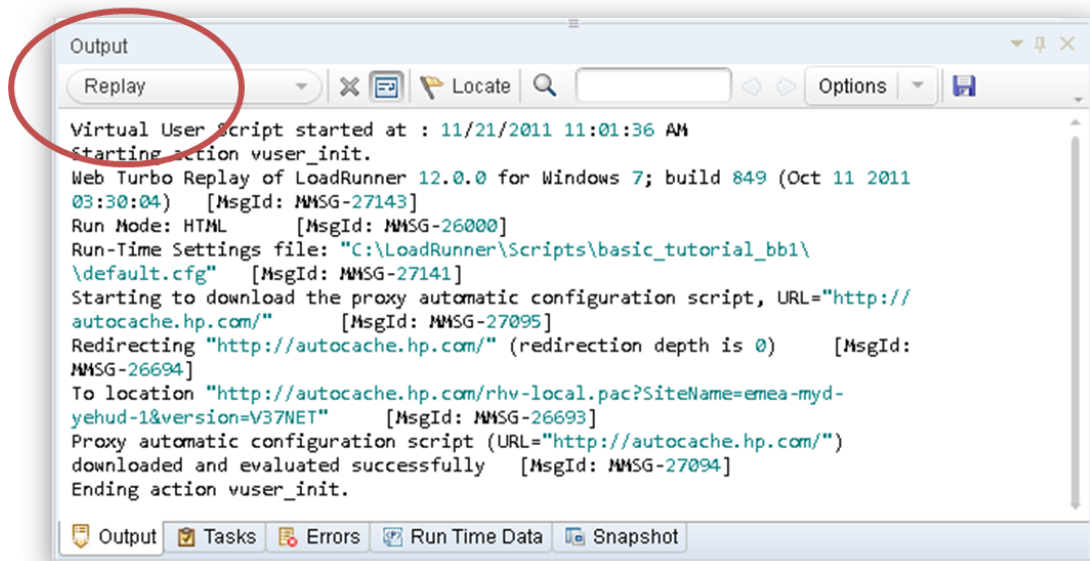 Output
Replay
Locate
Options
Virtual User Script started at : 11/21/2011 11:01:36 AM
Starting action vuser_init.
Web Turbo Replay of LoadRunner 12.0.0 for Windows 7; build 849 (Oct 11 2011
03:30:04) [MsgId: MMSG-27143]
Run Mode: HTML [MsgId: MMSG-26000]
Run-Time Settings file: "C:\LoadRunner\Scripts\basic_tutorial_bb1\
\default.cfg" [MsgId: MMSG-27141]
Starting to download the proxy automatic configuration script, URL="http://
autocache.hp.com/" [MsgId: MMSG-27095]
Redirecting "http://autocache.hp.com/" (redirection depth is 0) [MsgId:
MMSG-26694]
To location "http://autocache.hp.com/rhv-local.pac?SiteName=emea-myd-
yehud-1&version=V37NET" [MsgId: MMSG-26693]
Proxy automatic configuration script (URL="http://autocache.hp.com/")
downloaded and evaluated successfully [MsgId: MMSG-27094]
Ending action vuser_init.
Output
Tasks
Errors
Run Time Data
Snapshot